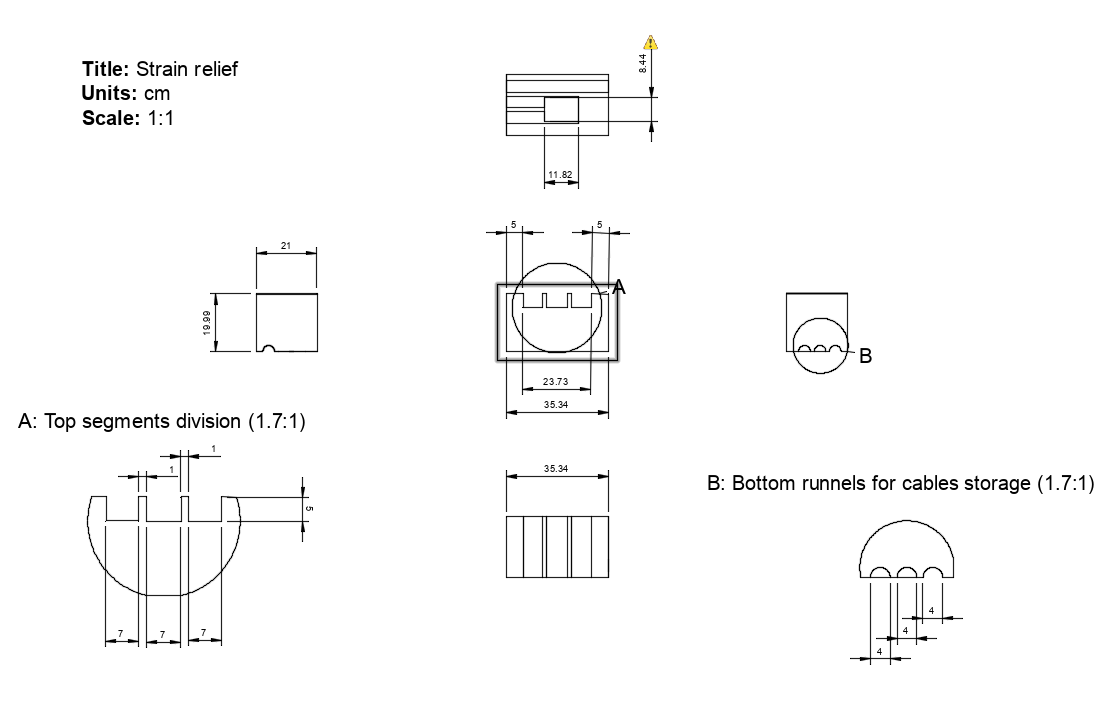 Title: Strain relief
Units: cm
Scale: 1:1
8.44
11.82
5
5
21
19.99
A
23.73
35.34
B
A: Top segments division (1.7:1)
1
1
5
7
7
7
35.34
B: Bottom runnels for cables storage (1.7:1)
4
4
4